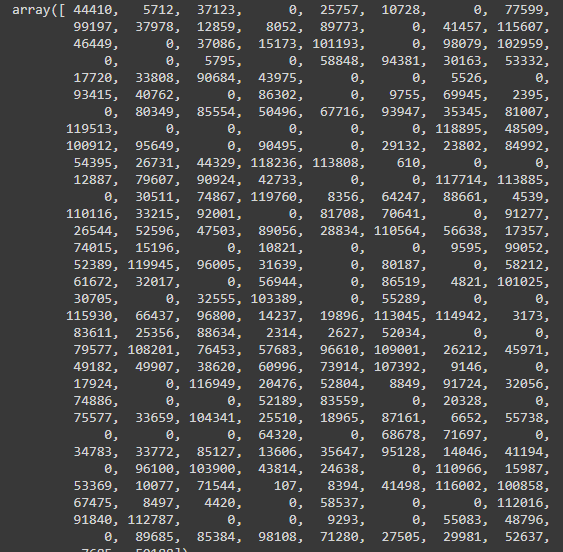 array([ 44410, 5712, 37123, 0, 25757, 10728, 0, 77599,
99197, 37978, 12859, 8052, 89773, 0, 41457, 115607,
46449, 0, 37086, 15173, 101193, 0, 98079, 102959,
0, 0, 5795, 0, 58848, 94381, 30163, 53332,
17720, 33808, 90684, 43975, 0, 0, 5526, 0,
93415, 40762, 0, 86302, 0, 9755, 69945, 2395,
0, 80349, 85554, 50496, 67716, 93947, 35345, 81007,
119513, 0, 0, 0, 0, 0, 118895, 48509,
100912, 95649, 0, 90495, 0, 29132, 23802, 84992,
54395, 26731, 44329, 118236, 113808, 610, 0, 0,
12887, 79607, 90924, 42733, 0, 0, 117714, 113885,
0, 30511, 74867, 119760, 8356, 64247, 88661, 4539,
110116, 33215, 92001, 0, 81708, 70641, 0, 91277,
26544, 52596, 47503, 89056, 28834, 110564, 56638, 17357,
74015, 15196, 0, 10821, 0, 0, 9595, 99052,
52389, 119945, 96005, 31639, 0, 80187, 0, 58212,
61672, 32017, 0, 56944, 0, 86519, 4821, 101025,
30705, 0, 32555, 103389, 0, 55289, 0, 0,
115930, 66437, 96800, 14237, 19896, 113045, 114942, 3173,
83611, 25356, 88634, 2314, 2627, 52034, 0, 0,
79577, 108201, 76453, 57683, 96610, 109001, 26212, 45971,
49182, 49907, 38620, 60996, 73914, 107392, 9146, 0,
17924, 0, 116949, 20476, 52804, 8849, 91724, 32056,
74886, 0, 0, 52189, 83559, 0, 20328, 0,
75577, 33659, 104341, 25510, 18965, 87161, 6652, 55738,
0, 0, 0, 64320, 0, 68678, 71697, 0,
34783, 33772, 85127, 13606, 35647, 95128, 14046, 41194,
0, 96100, 103900, 43814, 24638, 0, 110966, 15987,
53369, 10077, 71544, 107, 8394, 41498, 116002, 100858,
67475, 8497, 4420, 0, 58537, 0, 0, 112016,
91840, 112787, 0, 0, 9293, 0, 55083, 48796,
0, 89685, 85384, 98108, 71280, 27505, 29981, 52637,